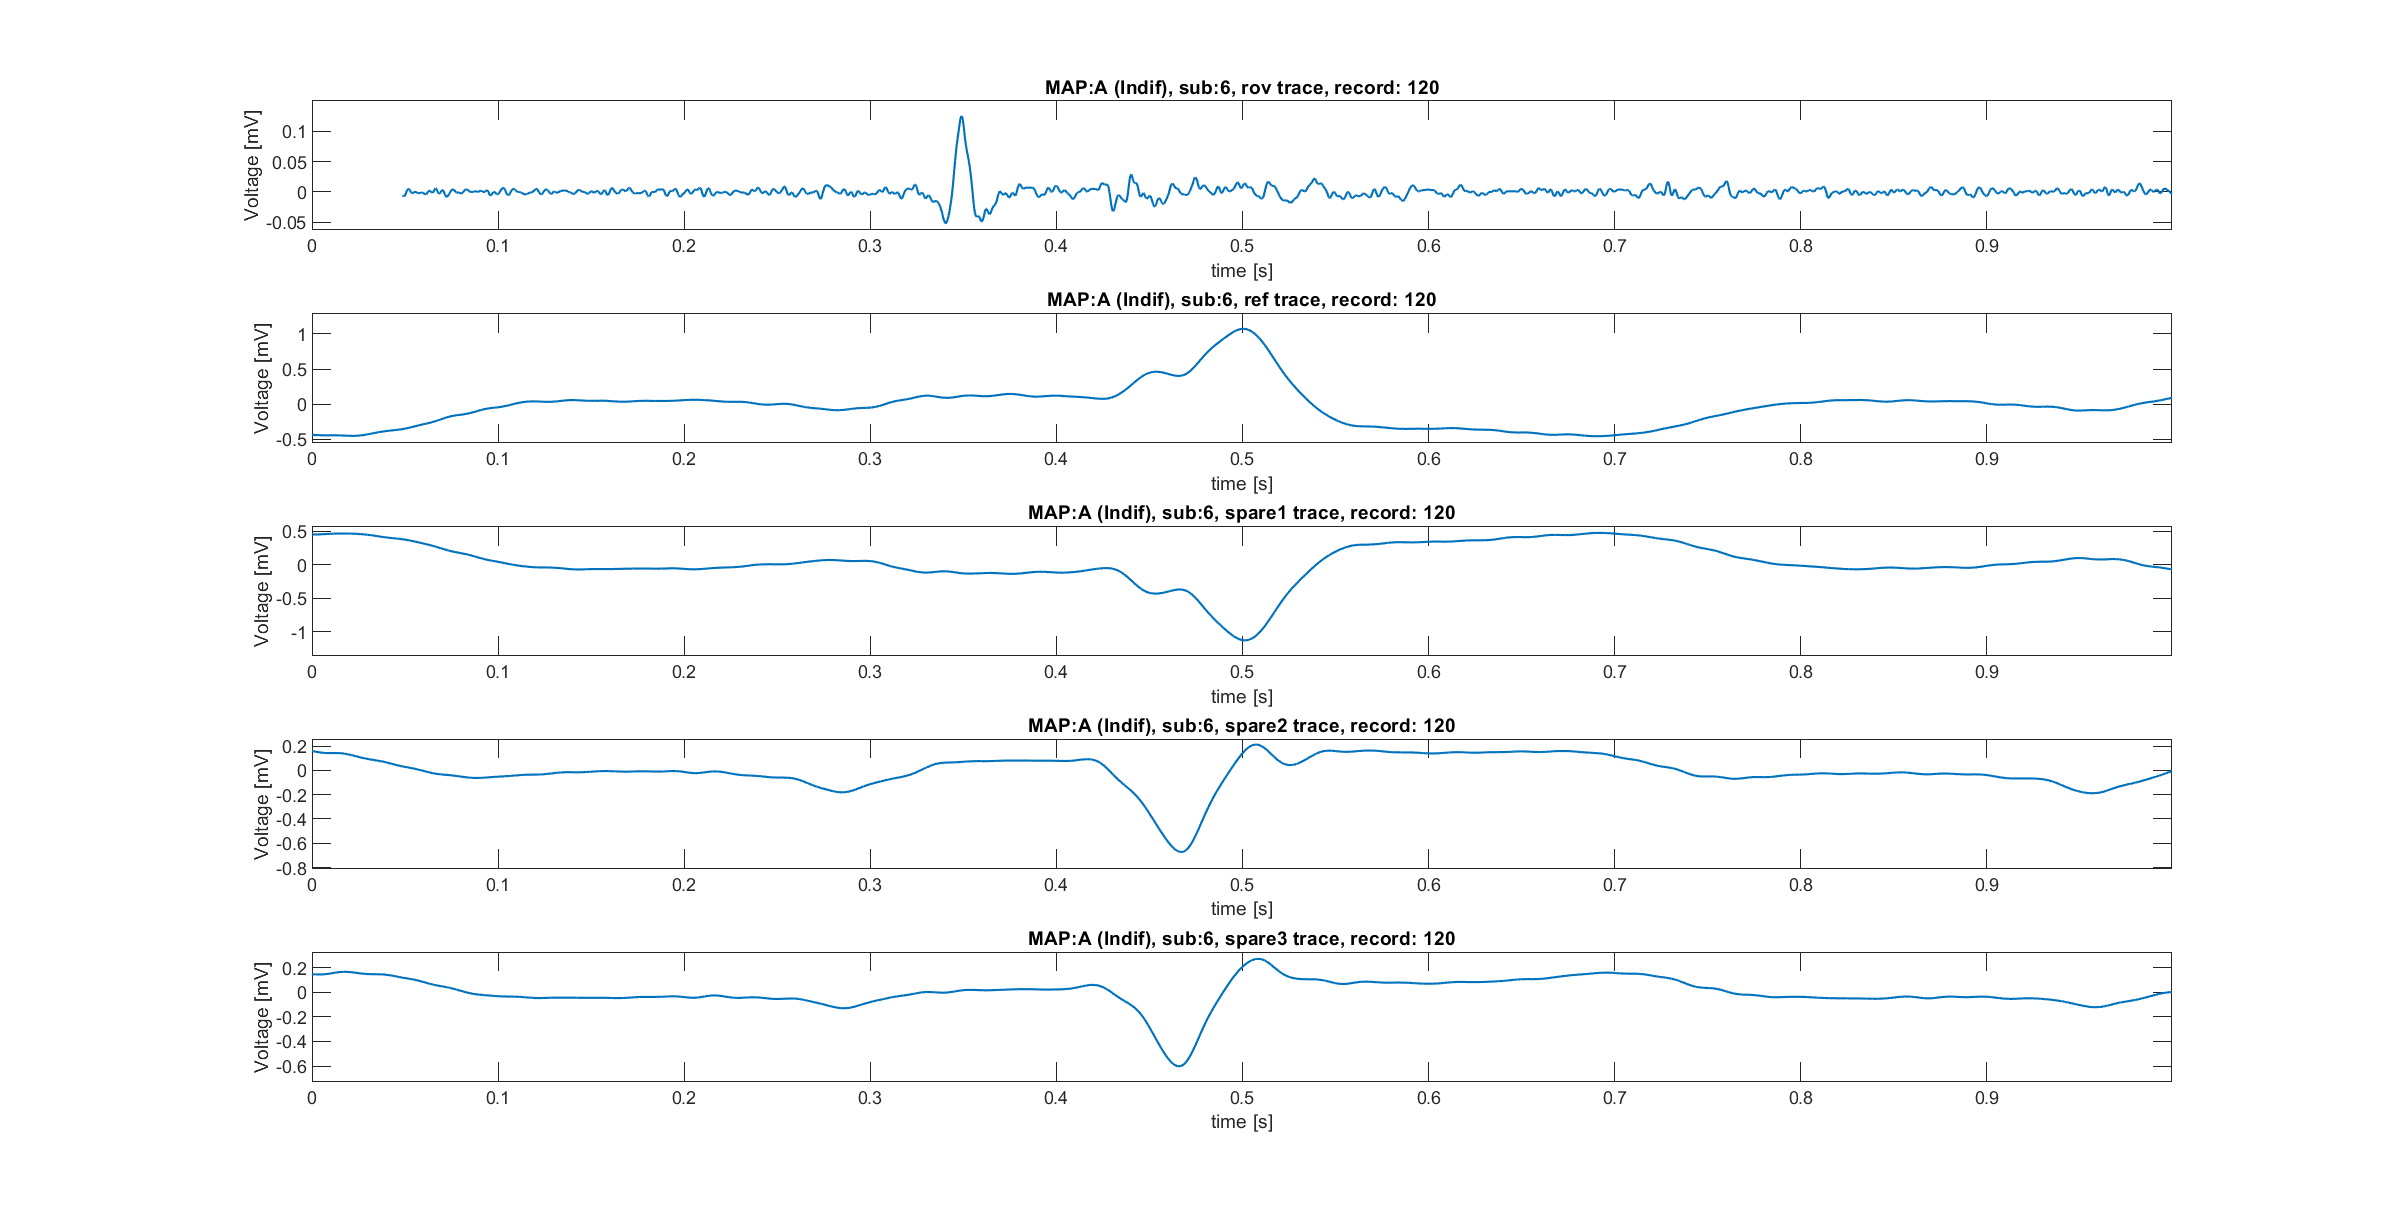 MAP:A (Indif), sub:6, rov trace, record: 120
Voltage [mV]
0.1
0.05
0
-0.05
0 0.1 0.2 0.3 0.4 0.5 0.6 0.7 0.8 0.9
time [s]
MAP:A (Indif), sub:6, ref trace, record: 120
Voltage [mV]
1
0.5
0
-0.5
0 0.1 0.2 0.3 0.4 0.5 0.6 0.7 0.8 0.9
time [s]
MAP:A (Indif), sub:6, spare1 trace, record: 120
Voltage [mV]
0.5
0
-0.5
-1
0 0.1 0.2 0.3 0.4 0.5 0.6 0.7 0.8 0.9
time [s]
MAP:A (Indif), sub:6, spare2 trace, record: 120
Voltage [mV]
0.2
0
-0.2
-0.4
-0.6
-0.8
0 0.1 0.2 0.3 0.4 0.5 0.6 0.7 0.8 0.9
time [s]
MAP:A (Indif), sub:6, spare3 trace, record: 120
Voltage [mV]
0.2
0
-0.2
-0.4
-0.6
0 0.1 0.2 0.3 0.4 0.5 0.6 0.7 0.8 0.9
time [s]